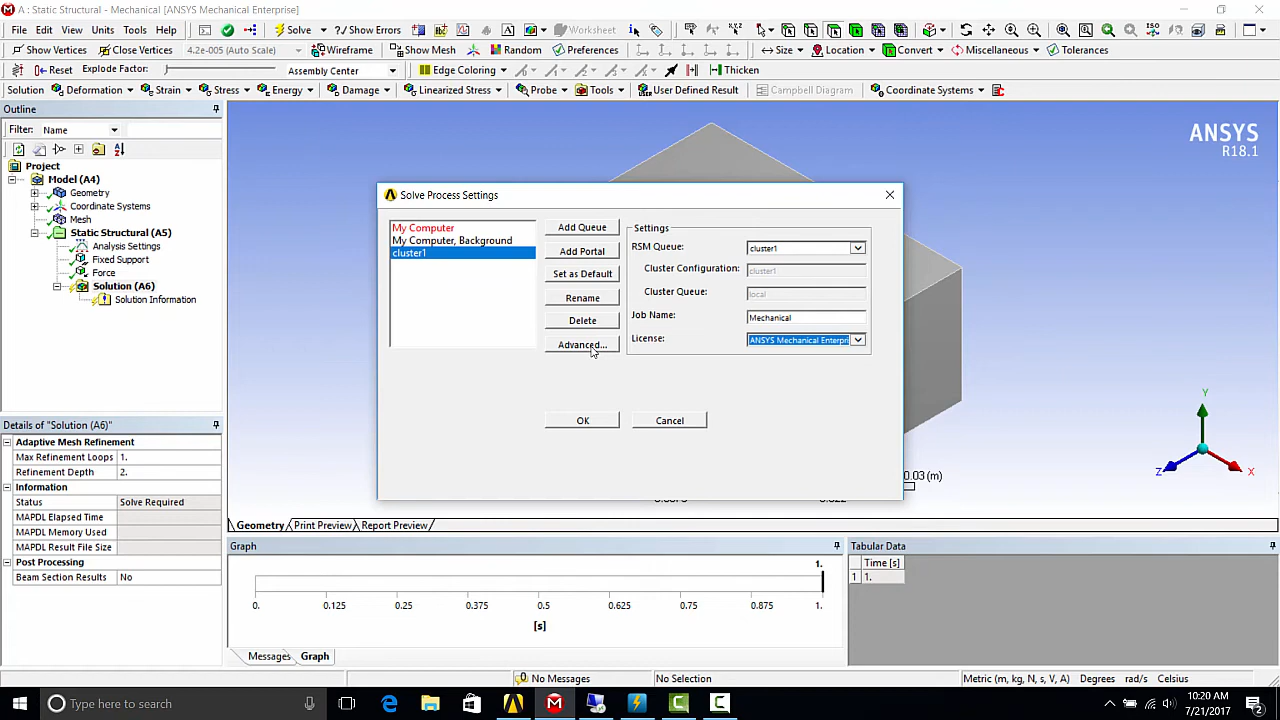 A : Static Structural - Mechanical [ANSYS Mechanical Enterprise]
File Edit View Units Tools Help Solve ?/ Show Errors Worksheet
Show Vertices Close Vertices 4.2e-005 (Auto Scale) Wireframe Show Mesh Random Preferences Size Location Convert Miscellaneous Tolerances
Reset Explode Factor: Assembly Center Edge Coloring Thicken
Solution Deformation Strain Stress Energy Damage Linearized Stress Probe Tools User Defined Result Campbell Diagram Coordinate Systems
Outline
Filter: Name
Project
Model (A4)
Geometry
Coordinate Systems
Mesh
Static Structural (A5)
Analysis Settings
Fixed Support
Force
Solution (A6)
Solution Information
ANSYS
R18.1
Solve Process Settings
My Computer
My Computer, Background
cluster1
Add Queue
Add Portal
Set as Default
Rename
Delete
Advanced...
Settings
RSM Queue: cluster1
Cluster Configuration: cluster1
Cluster Queue: local
Job Name: Mechanical
License: ANSYS Mechanical Enterpri
OK Cancel
0.03 (m)
Y
Z X
Details of "Solution (A6)"
Adaptive Mesh Refinement
Max Refinement Loops 1.
Refinement Depth 2.
Information
Status Solve Required
MAPDL Elapsed Time
MAPDL Memory Used
MAPDL Result File Size
Post Processing
Beam Section Results No
Geometry Print Preview Report Preview
Graph
1.
0. 0.125 0.25 0.375 0.5 0.625 0.75 0.875 1.
[s]
Messages Graph
Tabular Data
Time [s]
1 1.
No Messages No Selection Metric (m, kg, N, s, V, A) Degrees rad/s Celsius
Type here to search
10:20 AM
7/21/2017
2